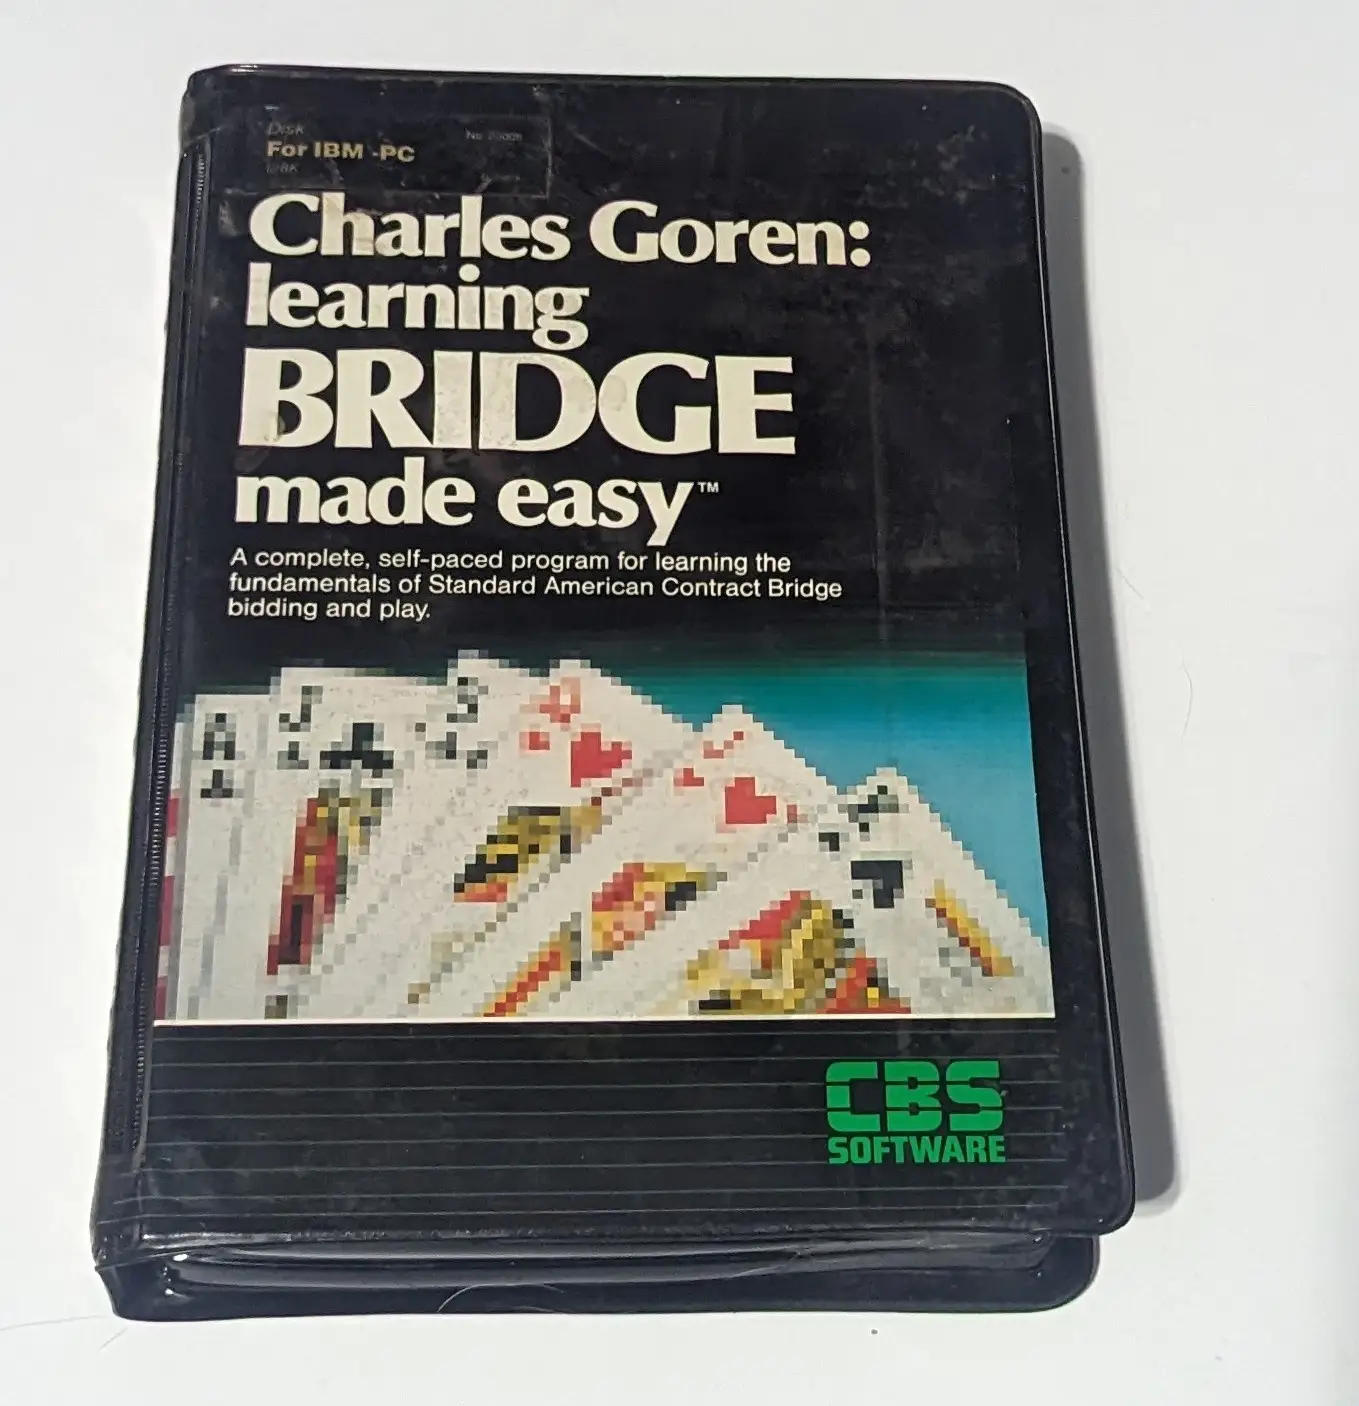 Disk
For IBM -PC
128K
Charles Goren:
learning
BRIDGE
made easy™
A complete, self-paced program for learning the
fundamentals of Standard American Contract Bridge
bidding and play.
A
J
Q
CBS
SOFTWARE